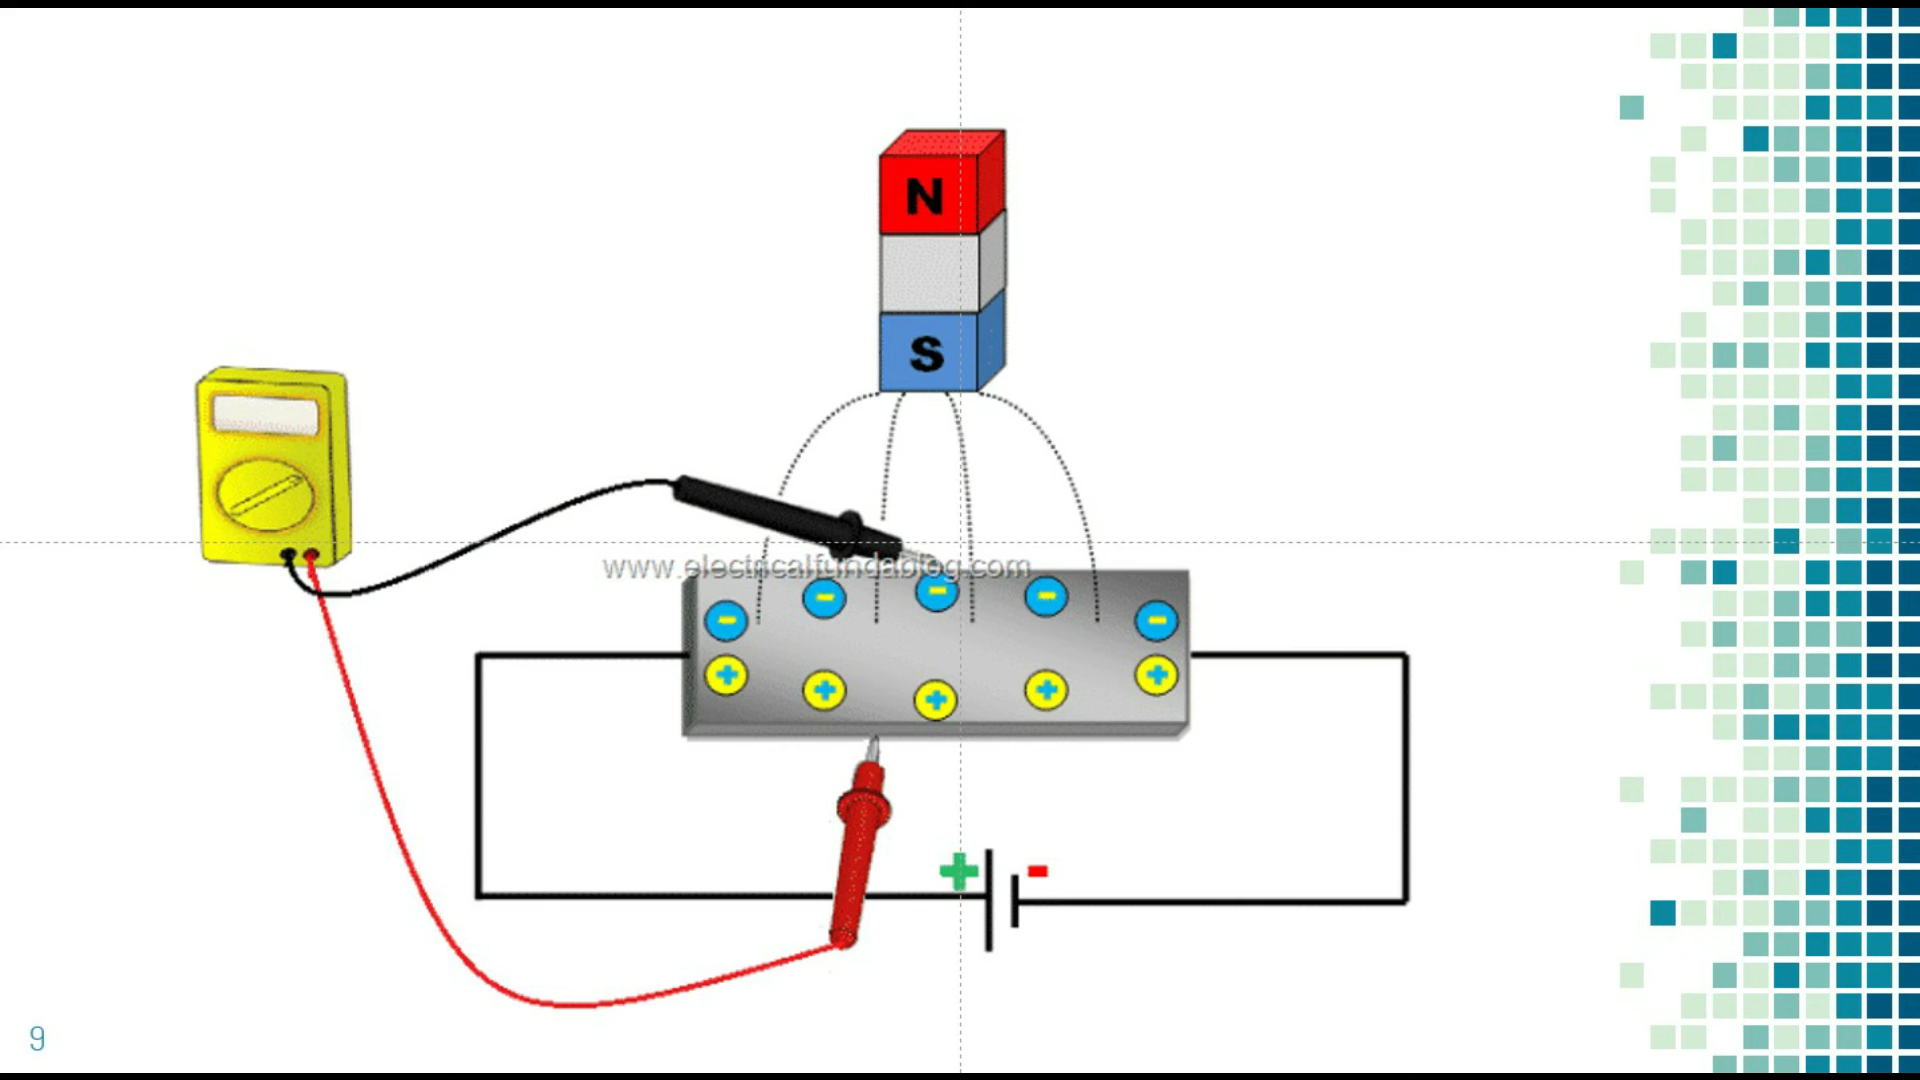 N
S
www.electricalfundablog.com
- - - - -
+ + + + +
+ -
9